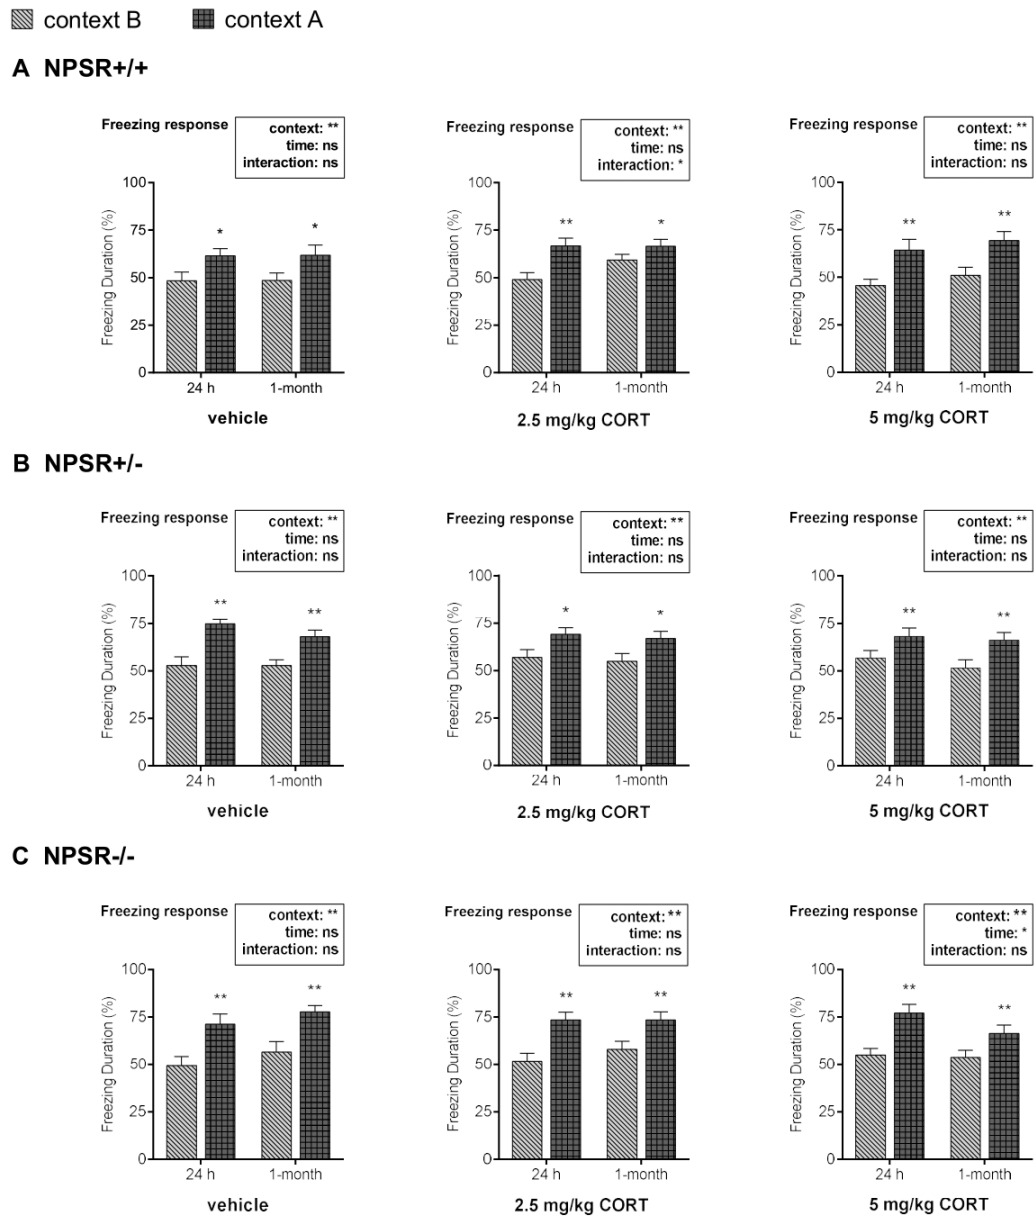 context B context A
A NPSR+/+
Freezing response
context: **
time: ns
interaction: ns
Freezing Duration (%)
100
75
50
25
0
* *
24 h 1-month
vehicle
Freezing response
context: **
time: ns
interaction: *
Freezing Duration (%)
100
75
50
25
0
** *
24 h 1-month
2.5 mg/kg CORT
Freezing response
context: **
time: ns
interaction: ns
Freezing Duration (%)
100
75
50
25
0
** **
24 h 1-month
5 mg/kg CORT
B NPSR+/-
Freezing response
context: **
time: ns
interaction: ns
Freezing Duration (%)
100
75
50
25
0
** **
24 h 1-month
vehicle
Freezing response
context: **
time: ns
interaction: ns
Freezing Duration (%)
100
75
50
25
0
* *
24 h 1-month
2.5 mg/kg CORT
Freezing response
context: **
time: ns
interaction: ns
Freezing Duration (%)
100
75
50
25
0
** **
24 h 1-month
5 mg/kg CORT
C NPSR-/-
Freezing response
context: **
time: ns
interaction: ns
Freezing Duration (%)
100
75
50
25
0
** **
24 h 1-month
vehicle
Freezing response
context: **
time: ns
interaction: ns
Freezing Duration (%)
100
75
50
25
0
** **
24 h 1-month
2.5 mg/kg CORT
Freezing response
context: **
time: *
interaction: ns
Freezing Duration (%)
100
75
50
25
0
** **
24 h 1-month
5 mg/kg CORT